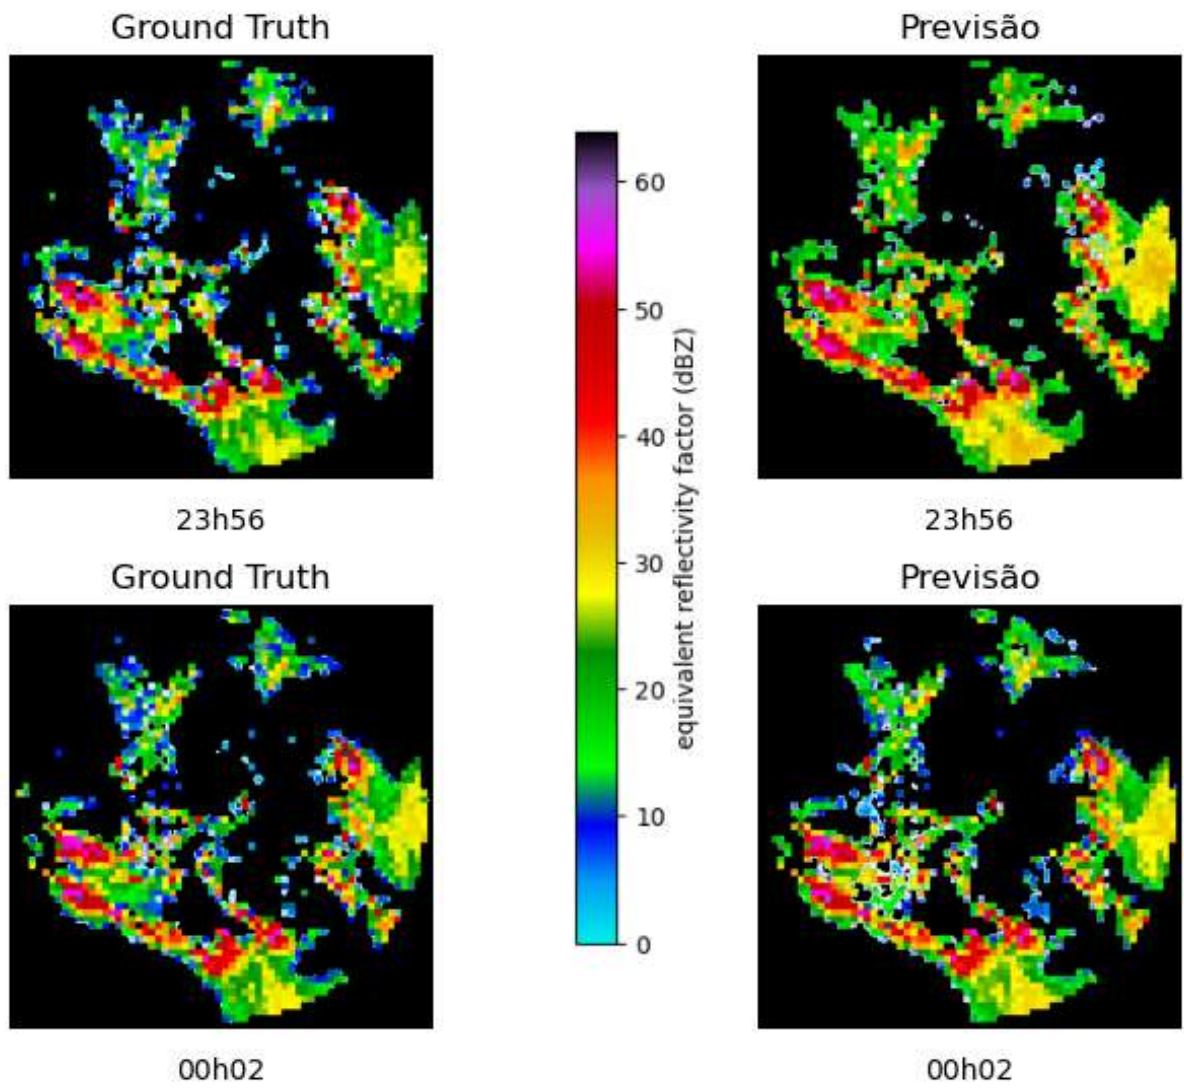 Ground Truth
Previsão
60
50
40
30
20
10
0
equivalent reflectivity factor (dBZ)
23h56
23h56
Ground Truth
Previsão
00h02
00h02